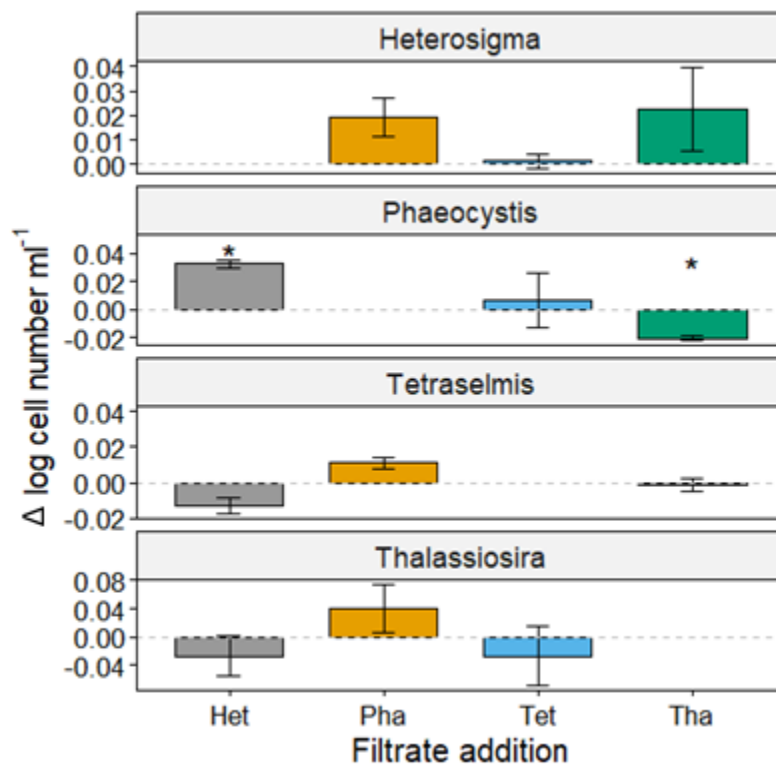 Heterosigma
0.04
0.03
0.02
0.01
0.00
Phaeocystis
*
*
0.04
0.02
0.00
-0.02
Tetraselmis
0.04
0.02
0.00
-0.02
Thalassiosira
0.08
0.04
0.00
-0.04
Δ log cell number ml⁻¹
Het Pha Tet Tha
Filtrate addition